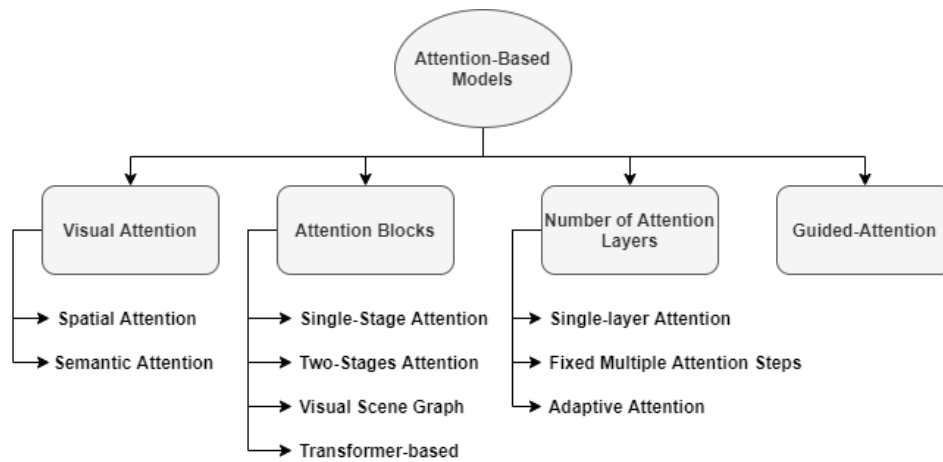 Attention-Based
Models
Visual Attention
Attention Blocks
Number of Attention
Layers
Guided-Attention
Spatial Attention
Semantic Attention
Single-Stage Attention
Two-Stages Attention
Visual Scene Graph
Transformer-based
Single-layer Attention
Fixed Multiple Attention Steps
Adaptive Attention